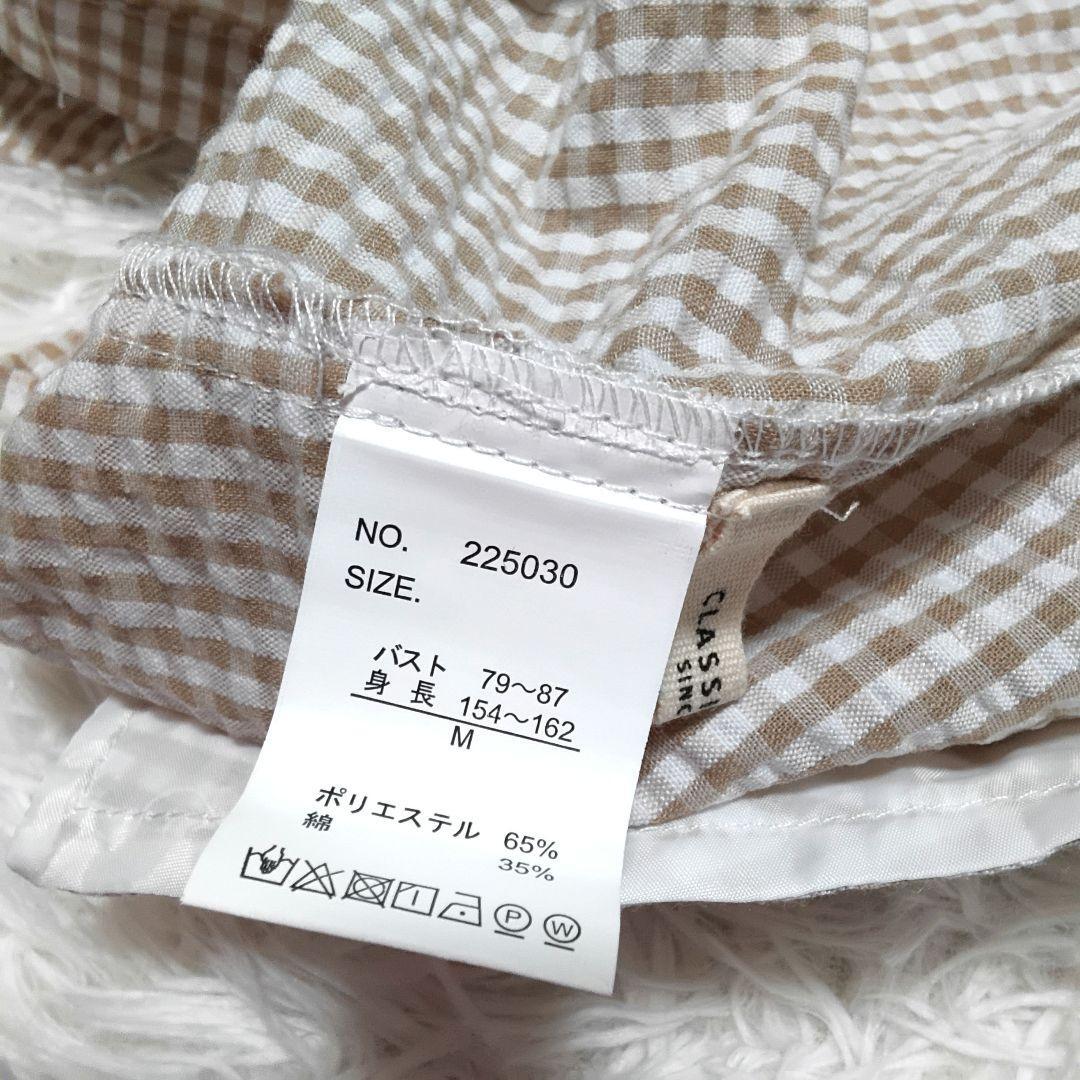 NO. 225030
SIZE.
バスト 79〜87
身 長 154〜162
M
ポリエステル 65%
綿 35%
P
W
CLASS
SINC